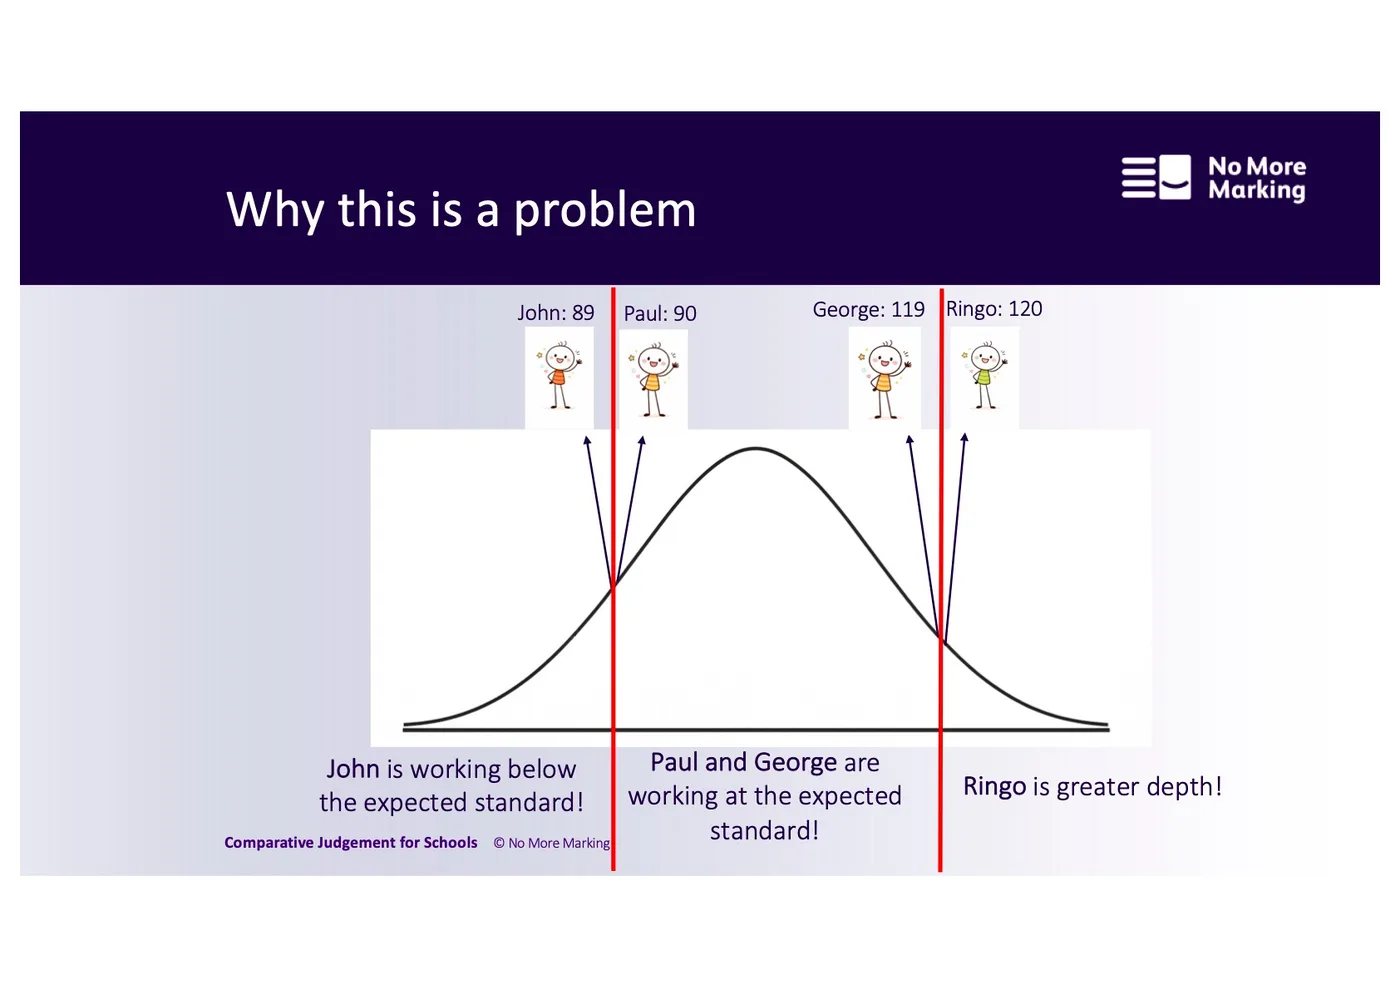 Why this is a problem
No More
Marking
John: 89
Paul: 90
George: 119
Ringo: 120
John is working below
the expected standard!
Paul and George are
working at the expected
standard!
Ringo is greater depth!
Comparative Judgement for Schools © No More Marking